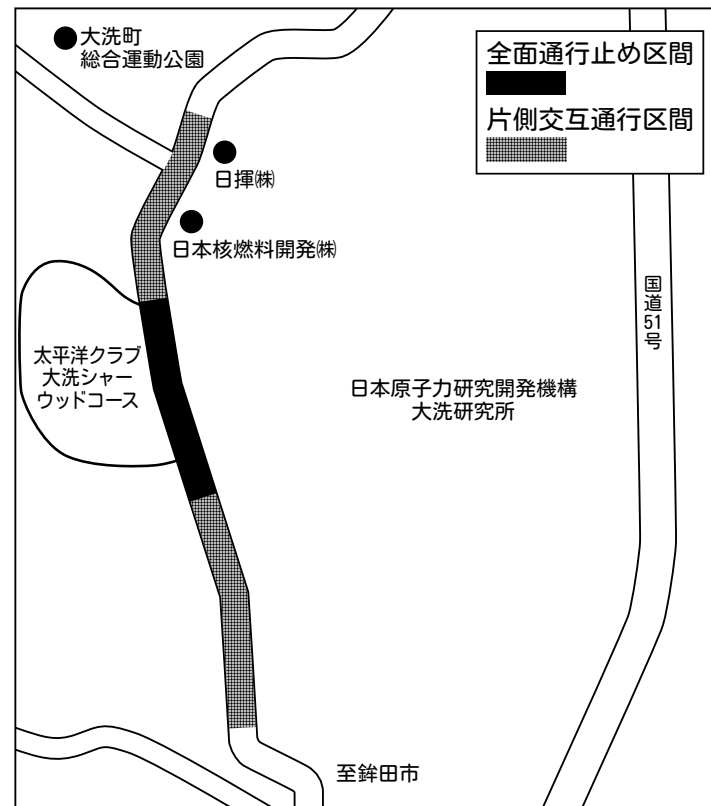 大洗町
総合運動公園
全面通行止め区間
片側交互通行区間
日揮㈱
日本核燃料開発㈱
国道51号
太平洋クラブ
大洗シャー
ウッドコース
日本原子力研究開発機構
大洗研究所
至鉾田市